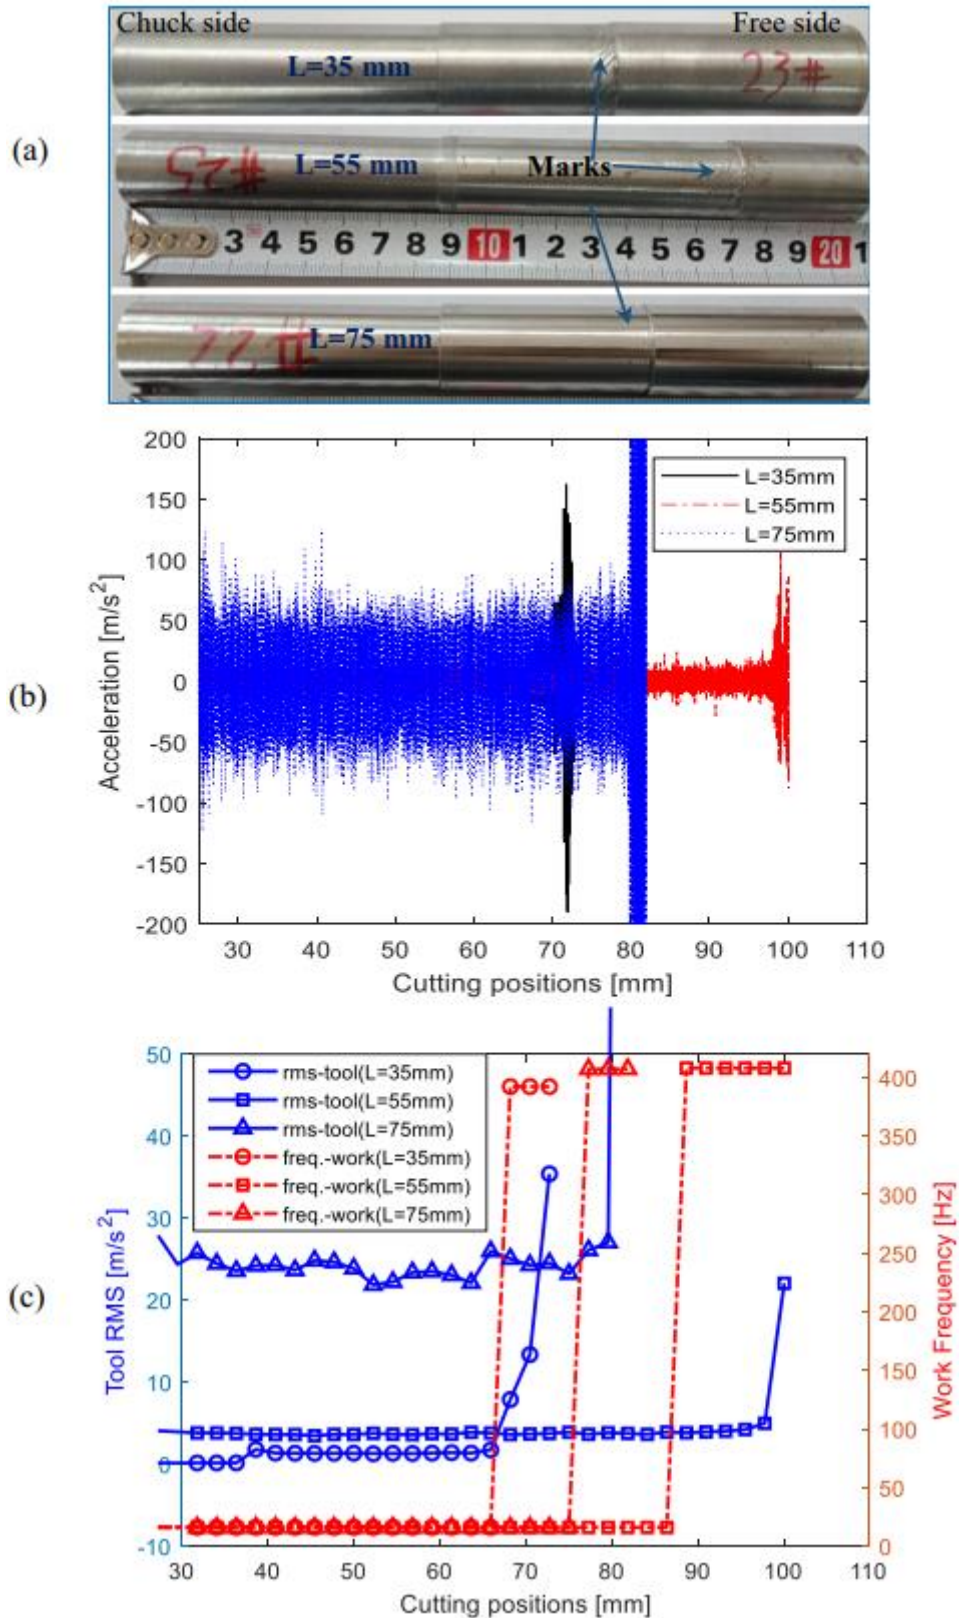 Chuck side
Free side
L=35 mm
23#
(a)
Marks
L=55 mm
#25
3 4 5 6 7 8 9 10 1 2 3 4 5 6 7 8 9 20 1
L=75 mm
22#
200
150
100
50
0
-50
-100
-150
-200
Acceleration [m/s²]
(b)
L=35mm
L=55mm
L=75mm
30 40 50 60 70 80 90 100 110
Cutting positions [mm]
50
40
30
20
10
0
-10
Tool RMS [m/s²]
(c)
rms-tool(L=35mm)
rms-tool(L=55mm)
rms-tool(L=75mm)
freq.-work(L=35mm)
freq.-work(L=55mm)
freq.-work(L=75mm)
400
350
300
250
200
150
100
50
0
Work Frequency [Hz]
30 40 50 60 70 80 90 100 110
Cutting positions [mm]